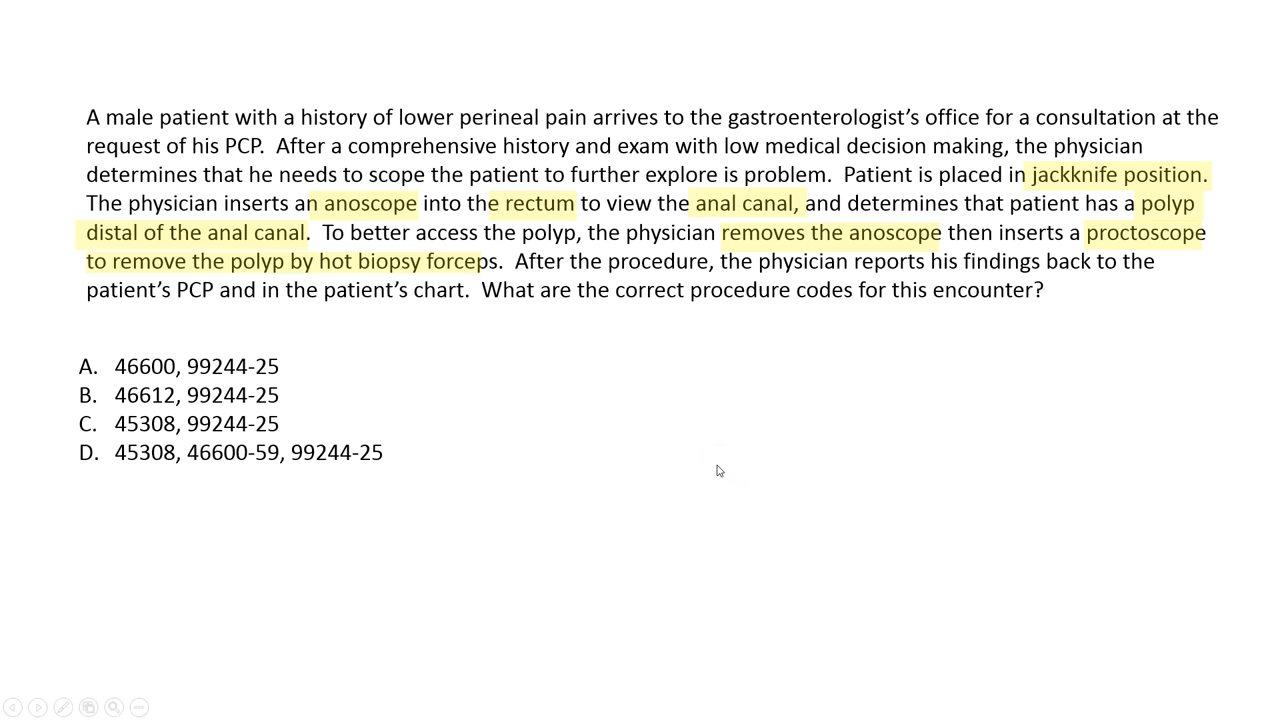 A male patient with a history of lower perineal pain arrives to the gastroenterologist's office for a consultation at the
request of his PCP.  After a comprehensive history and exam with low medical decision making, the physician
determines that he needs to scope the patient to further explore is problem.  Patient is placed in jackknife position.
The physician inserts an anoscope into the rectum to view the anal canal, and determines that patient has a polyp
distal of the anal canal.  To better access the polyp, the physician removes the anoscope then inserts a proctoscope
to remove the polyp by hot biopsy forceps.  After the procedure, the physician reports his findings back to the
patient's PCP and in the patient's chart.  What are the correct procedure codes for this encounter?
A. 46600, 99244-25
B. 46612, 99244-25
C. 45308, 99244-25
D. 45308, 46600-59, 99244-25